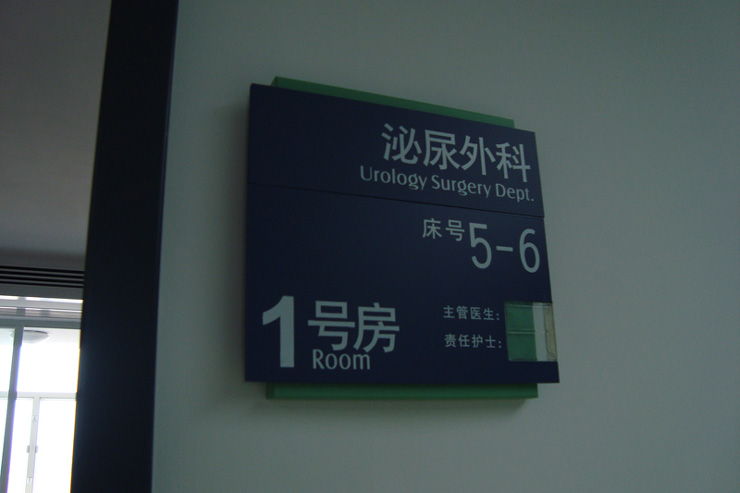 泌尿外科
Urology Surgery Dept.
床号 5-6
1号房
Room
主管医生:
责任护士: